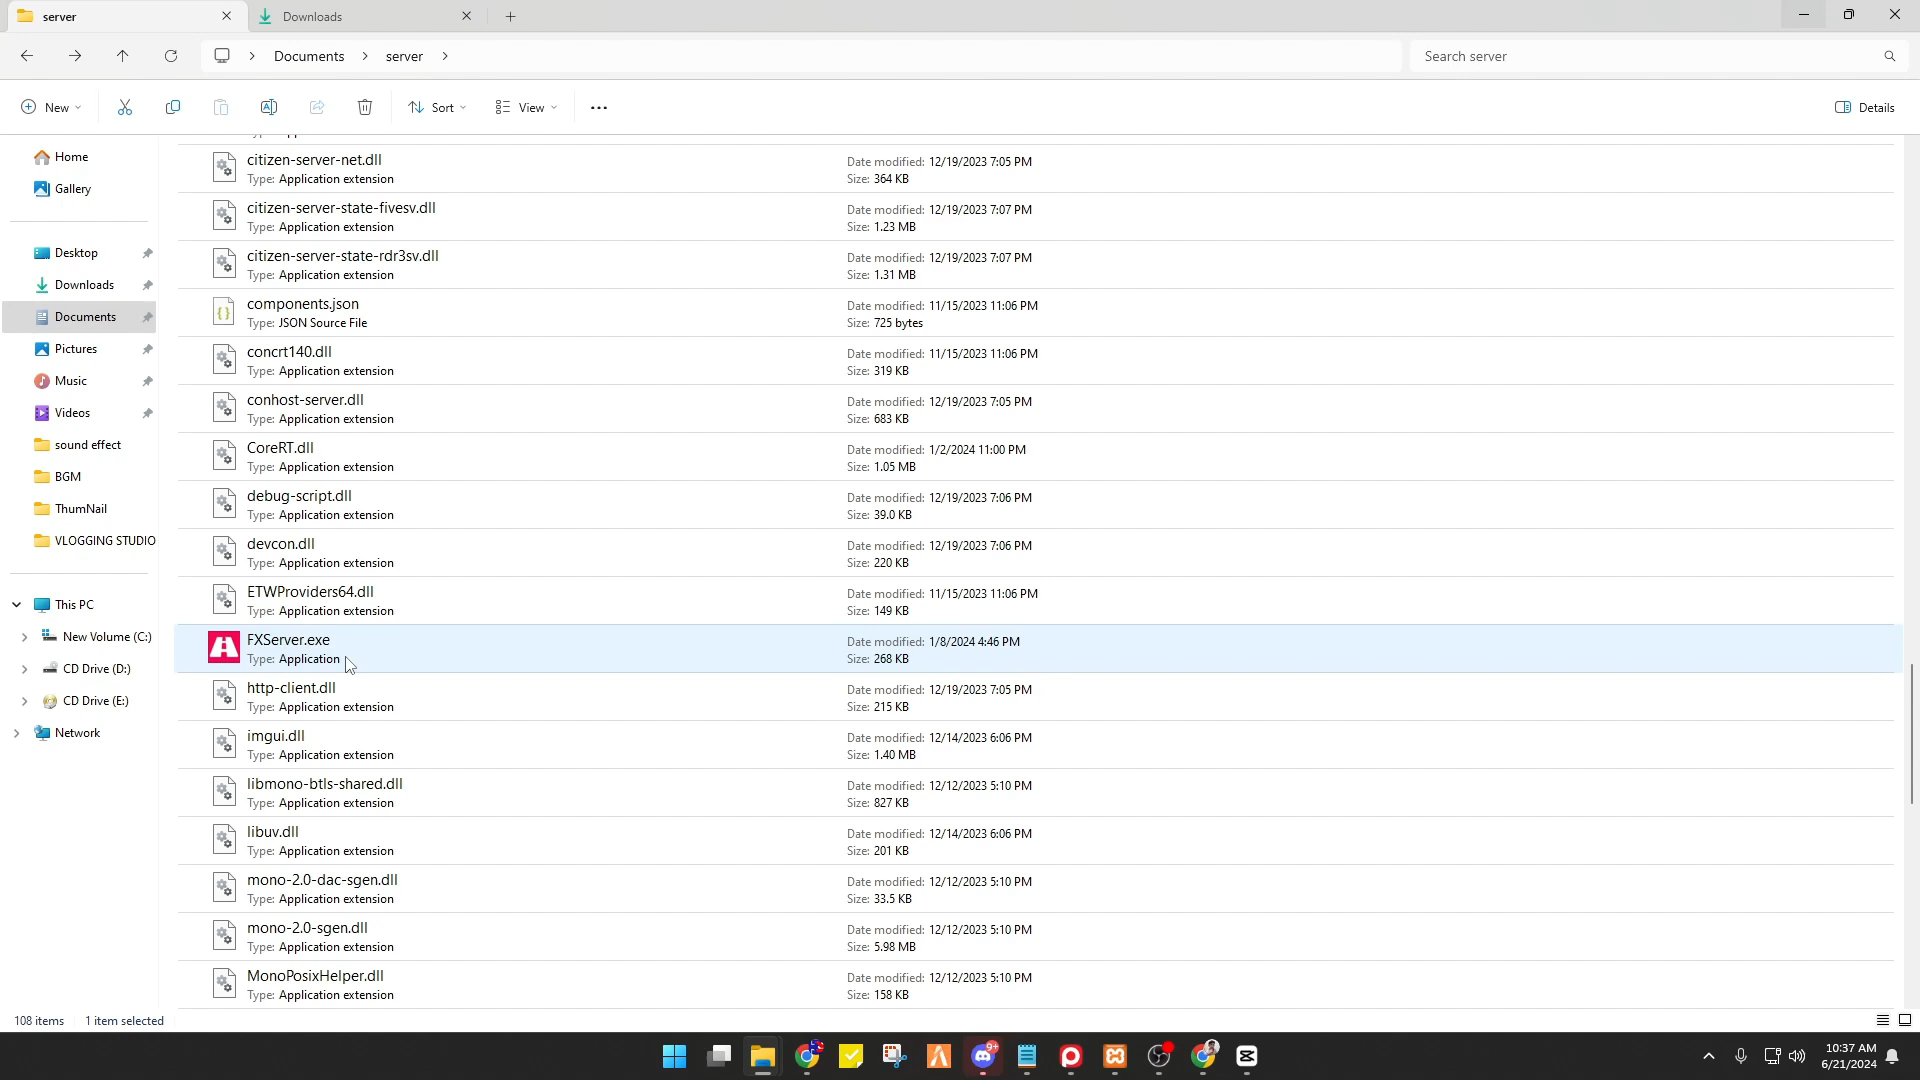 server
Downloads
Documents
server
Search server
New
Sort
View
Details
Home
Gallery
Desktop
Downloads
Documents
Pictures
Music
Videos
sound effect
BGM
ThumNail
VLOGGING STUDIO
This PC
New Volume (C:)
CD Drive (D:)
CD Drive (E:)
Network
citizen-server-net.dll Date modified: 12/19/2023 7:05 PM
Type: Application extension Size: 364 KB
citizen-server-state-fivesv.dll Date modified: 12/19/2023 7:07 PM
Type: Application extension Size: 1.23 MB
citizen-server-state-rdr3sv.dll Date modified: 12/19/2023 7:07 PM
Type: Application extension Size: 1.31 MB
components.json Date modified: 11/15/2023 11:06 PM
Type: JSON Source File Size: 725 bytes
concrt140.dll Date modified: 11/15/2023 11:06 PM
Type: Application extension Size: 319 KB
conhost-server.dll Date modified: 12/19/2023 7:05 PM
Type: Application extension Size: 683 KB
CoreRT.dll Date modified: 1/2/2024 11:00 PM
Type: Application extension Size: 1.05 MB
debug-script.dll Date modified: 12/19/2023 7:06 PM
Type: Application extension Size: 39.0 KB
devcon.dll Date modified: 12/19/2023 7:06 PM
Type: Application extension Size: 220 KB
ETWProviders64.dll Date modified: 11/15/2023 11:06 PM
Type: Application extension Size: 149 KB
FXServer.exe Date modified: 1/8/2024 4:46 PM
Type: Application Size: 268 KB
http-client.dll Date modified: 12/19/2023 7:05 PM
Type: Application extension Size: 215 KB
imgui.dll Date modified: 12/14/2023 6:06 PM
Type: Application extension Size: 1.40 MB
libmono-btls-shared.dll Date modified: 12/12/2023 5:10 PM
Type: Application extension Size: 827 KB
libuv.dll Date modified: 12/14/2023 6:06 PM
Type: Application extension Size: 201 KB
mono-2.0-dac-sgen.dll Date modified: 12/12/2023 5:10 PM
Type: Application extension Size: 33.5 KB
mono-2.0-sgen.dll Date modified: 12/12/2023 5:10 PM
Type: Application extension Size: 5.98 MB
MonoPosixHelper.dll Date modified: 12/12/2023 5:10 PM
Type: Application extension Size: 158 KB
108 items 1 item selected
9+
10:37 AM
6/21/2024